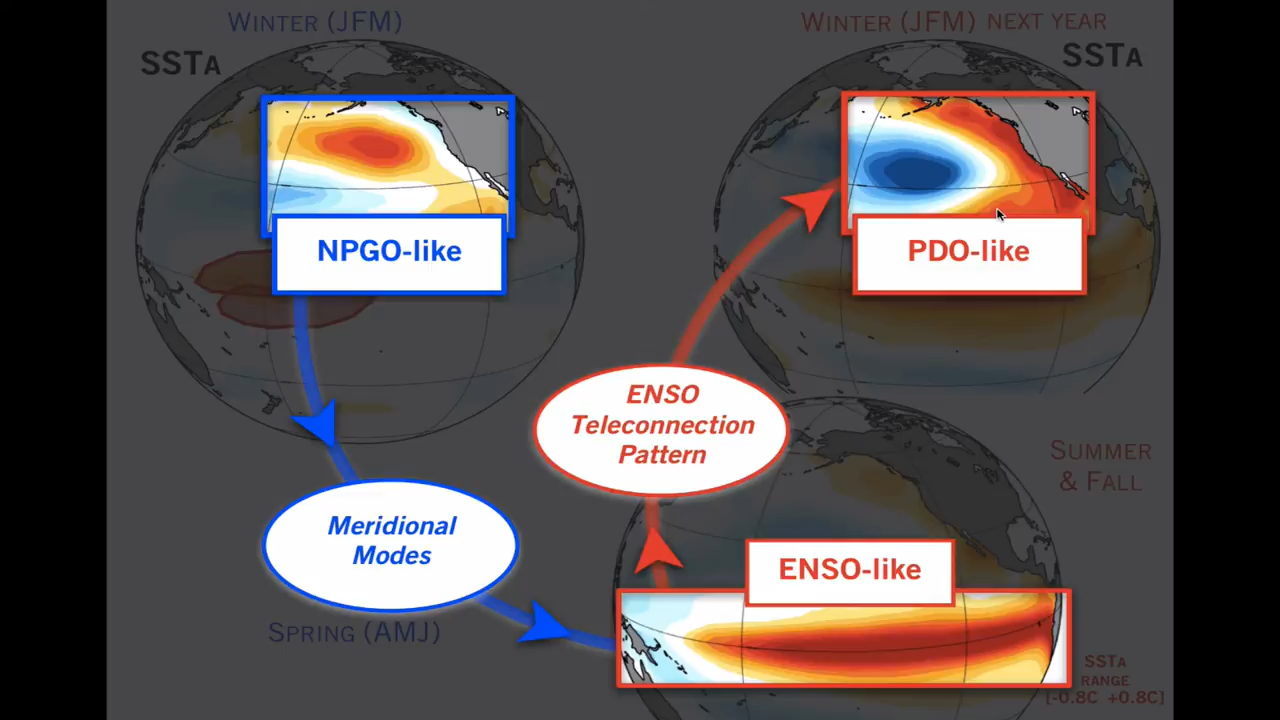 WINTER (JFM)
SSTA
NPGO-like
WINTER (JFM) NEXT YEAR
SSTA
PDO-like
ENSO
Teleconnection
Pattern
Meridional
Modes
SPRING (AMJ)
SUMMER
& FALL
ENSO-like
SSTA
RANGE
[-0.8C +0.8C]